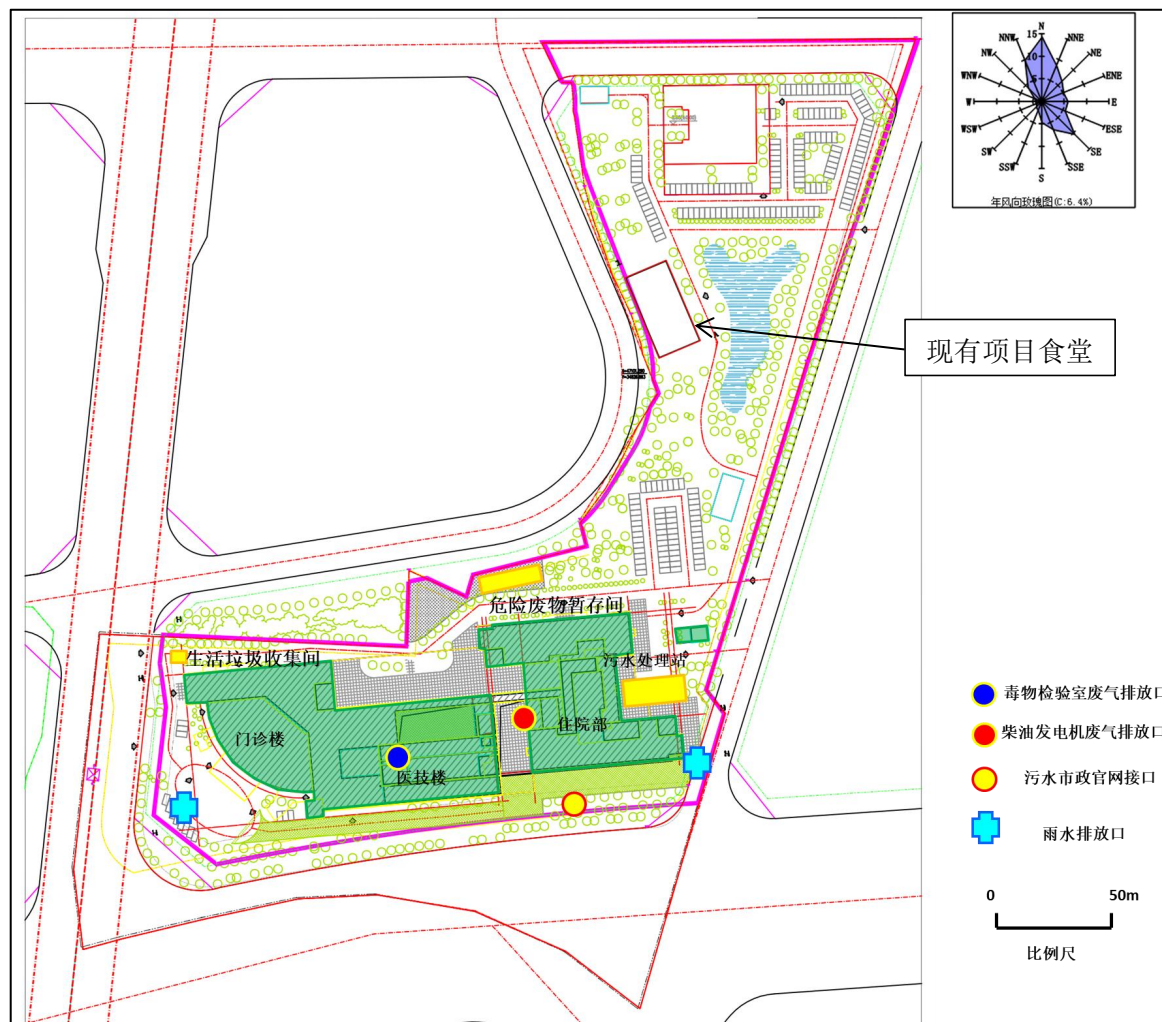 N
NNW
15
NNE
NW
10
NE
WNW
5
ENE
W
E
WSW
ESE
SW
SE
SSW
SSE
S
年风向玫瑰图(C:6.4%)
现有项目食堂
危险废物暂存间
生活垃圾收集间
污水处理站
门诊楼
住院部
医技楼
毒物检验室废气排放口
柴油发电机废气排放口
污水市政官网接口
雨水排放口
0
50m
比例尺